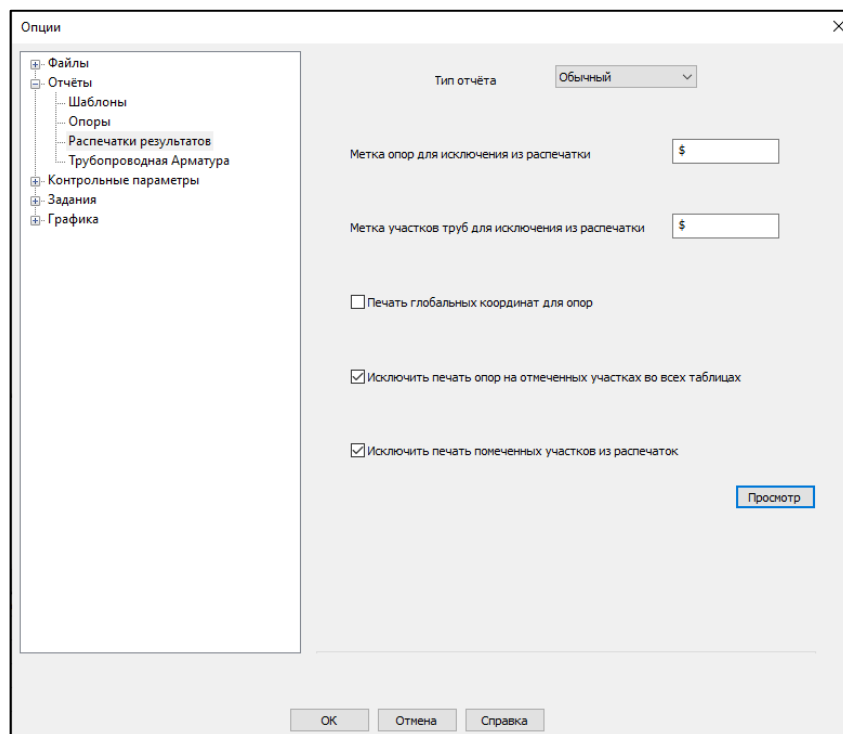 Опции
Файлы
Отчёты
Шаблоны
Опоры
Распечатки результатов
Трубопроводная Арматура
Контрольные параметры
Задания
Графика
Тип отчёта
Обычный
Метка опор для исключения из распечатки
$
Метка участков труб для исключения из распечатки
$
Печать глобальных координат для опор
Исключить печать опор на отмеченных участках во всех таблицах
Исключить печать помеченных участков из распечаток
Просмотр
ОК
Отмена
Справка